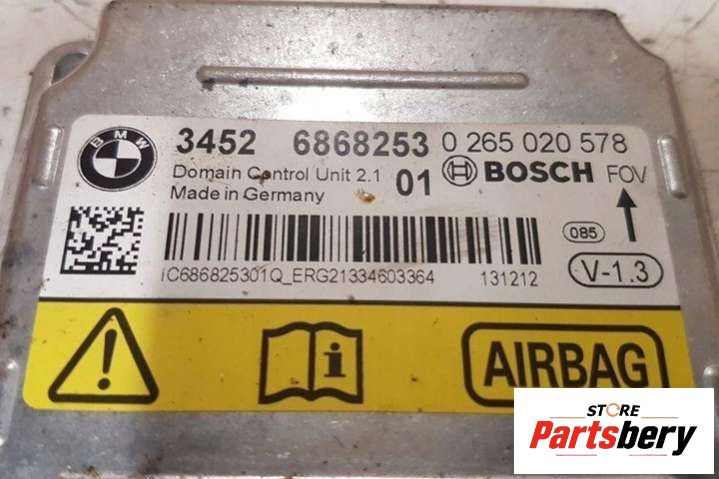 BMW
3452 6868253 0 265 020 578
Domain Control Unit 2.1 01 BOSCH FOV
Made in Germany
085
V-1.3
IC686825301Q_ERG21334603364 131212
i AIRBAG
STORE
Partsbery